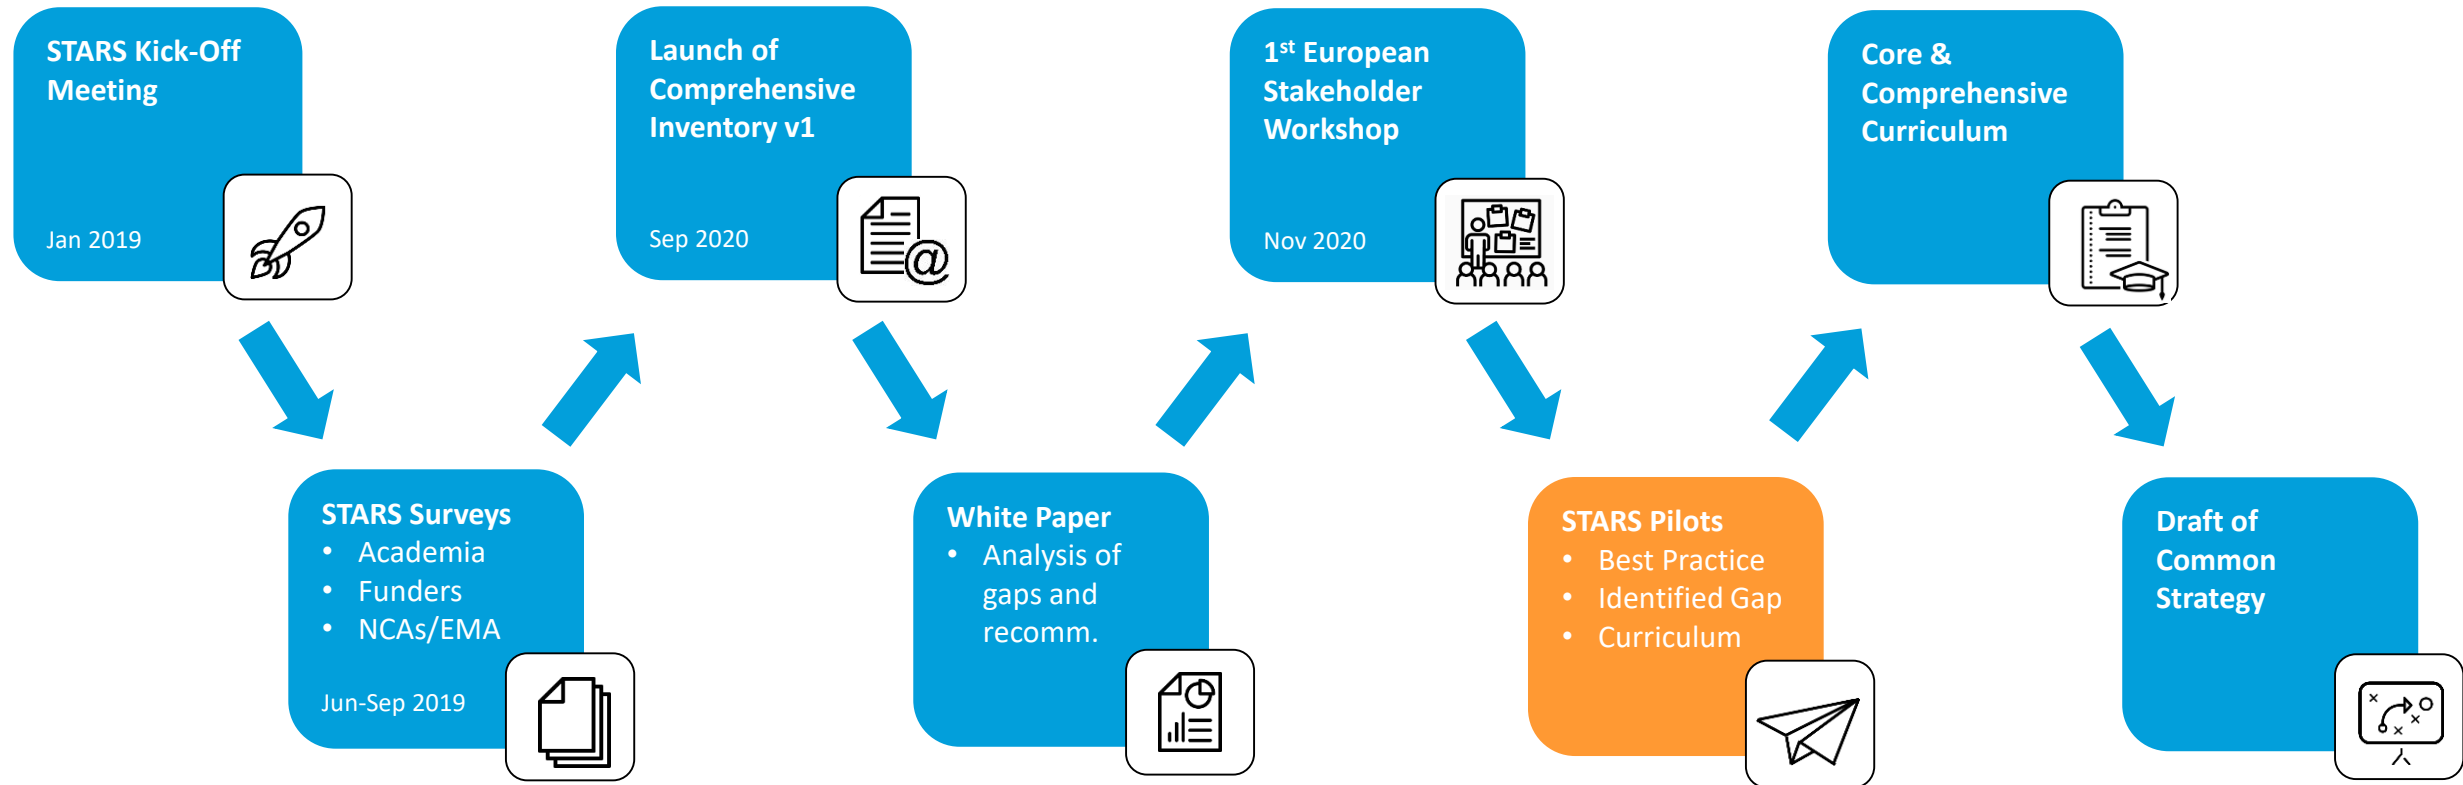 STARS Kick-Off
Meeting
Jan 2019
STARS Surveys
• Academia
• Funders
• NCAs/EMA
Jun-Sep 2019
Launch of
Comprehensive
Inventory v1
Sep 2020
@
White Paper
• Analysis of
gaps and
recomm.
1st European
Stakeholder
Workshop
Nov 2020
STARS Pilots
• Best Practice
• Identified Gap
• Curriculum
Core &
Comprehensive
Curriculum
Draft of
Common
Strategy